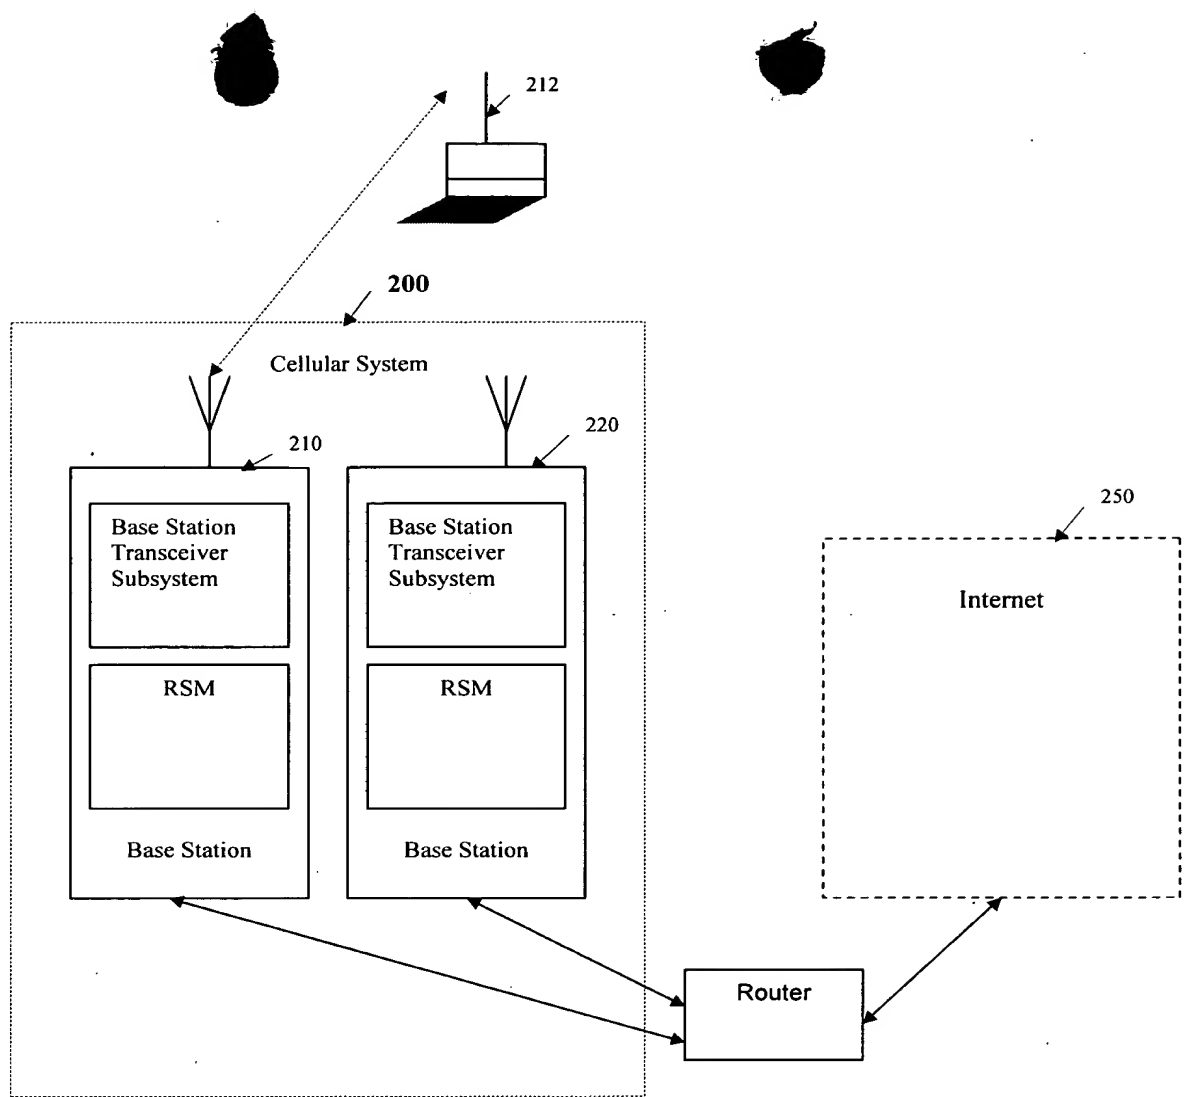 212
200
Cellular System
210
220
Base Station
Transceiver
Subsystem
RSM
Base Station
Base Station
Transceiver
Subsystem
RSM
Base Station
250
Internet
Router